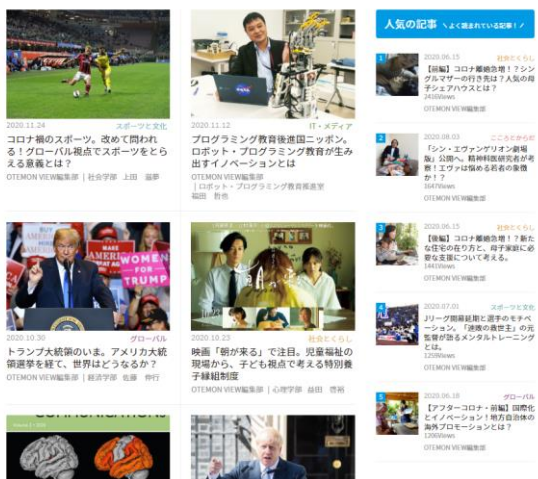 2020.11.24 スポーツと文化
コロナ禍のスポーツ。改めて問われ
る！グローバル視点でスポーツをとら
える意義とは？
OTEMON VIEW編集部 | 社会学部 上田 滋夢
2020.11.12 IT・メディア
プログラミング教育後進国ニッポン。
ロボット・プログラミング教育が生み
出すイノベーションとは
OTEMON VIEW編集部
| ロボット・プログラミング教育推進室
福田 哲也
MAKE
AMERICA
WOMEN
FOR
TRUMP
2020.10.30 グローバル
トランプ大統領のいま。アメリカ大統
領選挙を経て、世界はどうなるか？
OTEMON VIEW編集部 | 経済学部 佐藤 伸行
朝が来る
2020.10.23 社会とくらし
映画「朝が来る」で注目。児童福祉の
現場から、子ども視点で考える特別養
子縁組制度
OTEMON VIEW編集部 | 心理学部 益田 啓裕
COMMUNICATIONS
人気の記事 ＼よく読まれている記事！／
1
2020.06.15 社会とくらし
【前編】コロナ離婚急増！？シン
グルマザーの行き先は？人気の母
子シェアハウスとは？
2416Views
OTEMON VIEW編集部
2
2020.08.03 こころとからだ
「シン・エヴァンゲリオン劇場
版」公開へ。精神科医研究者が考
察！エヴァは悩める若者の象徴
か！？
1647Views
OTEMON VIEW編集部
3
2020.06.15 社会とくらし
【後編】コロナ離婚急増！？新た
な住宅の在り方と、母子家庭に必
要な支援について考える。
1441Views
OTEMON VIEW編集部
4
2020.07.01 スポーツと文化
Jリーグ開幕延期と選手のモチベ
ーション。「連敗の救世主」の元
監督が語るメンタルトレーニング
とは。
1259Views
OTEMON VIEW編集部
5
2020.06.18 グローバル
【アフターコロナ・前編】国際化
とイノベーション！地方自治体の
海外プロモーションとは？
1206Views
OTEMON VIEW編集部